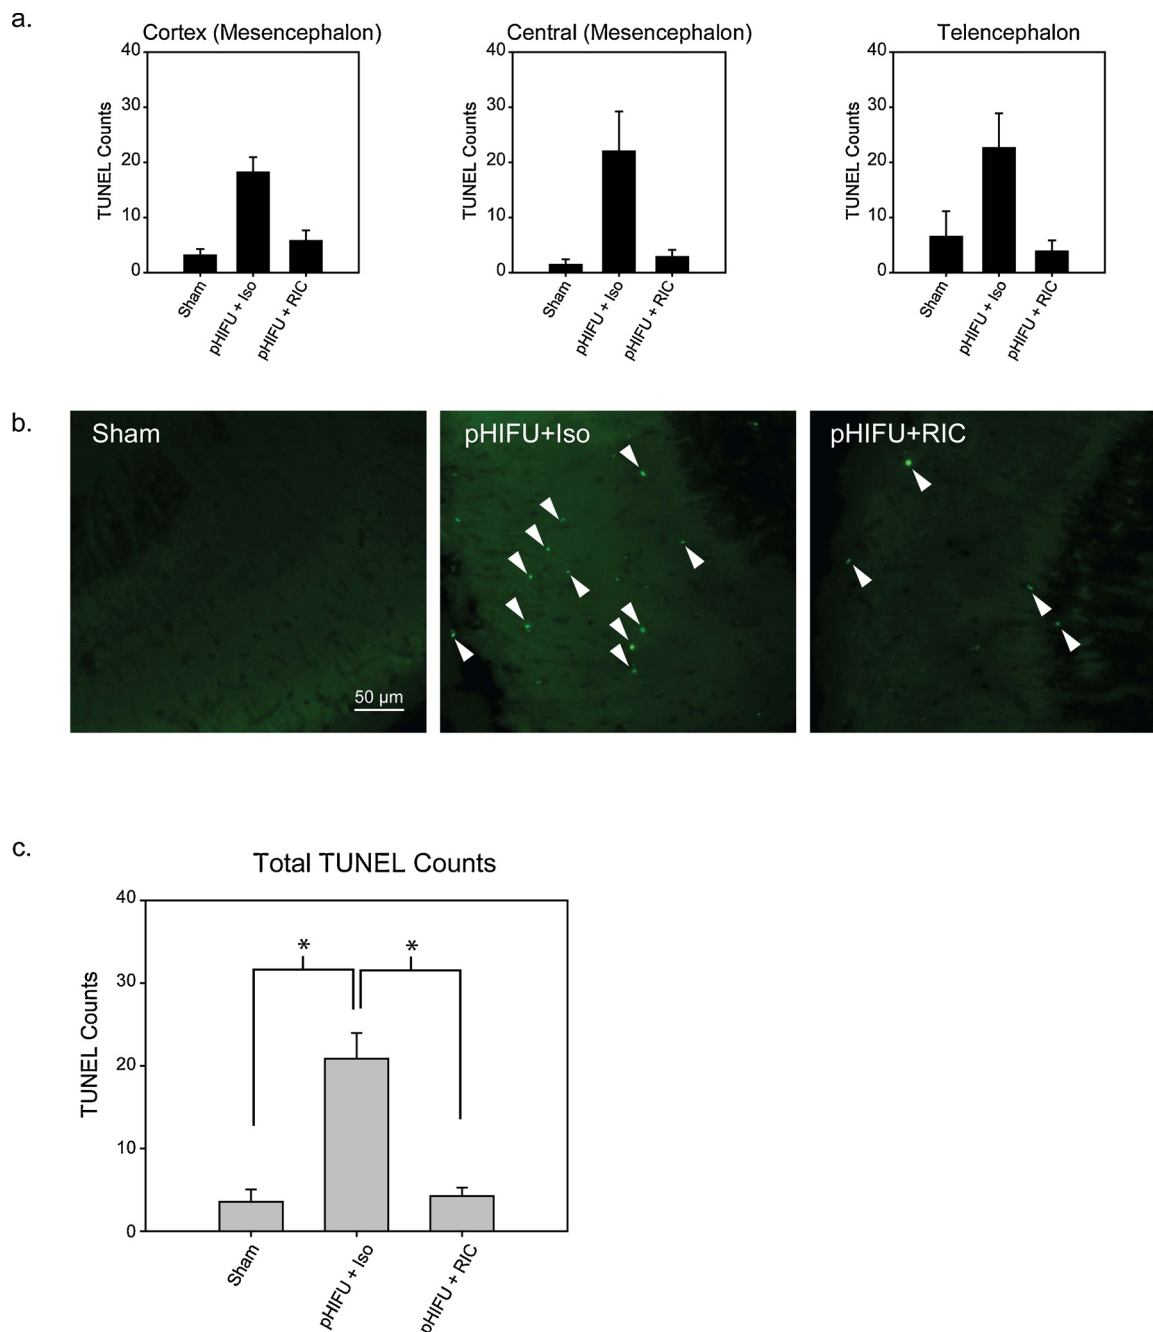 a.
Cortex (Mesencephalon)
40
30
20
10
0
TUNEL Counts
Sham
pHIFU + Iso
pHIFU + RIC
Central (Mesencephalon)
40
30
20
10
0
TUNEL Counts
Sham
pHIFU + Iso
pHIFU + RIC
Telencephalon
40
30
20
10
0
TUNEL Counts
Sham
pHIFU + Iso
pHIFU + RIC
b.
Sham
50 µm
pHIFU+Iso
pHIFU+RIC
c.
Total TUNEL Counts
40
30
20
10
0
TUNEL Counts
*
*
Sham
pHIFU + Iso
pHIFU + RIC